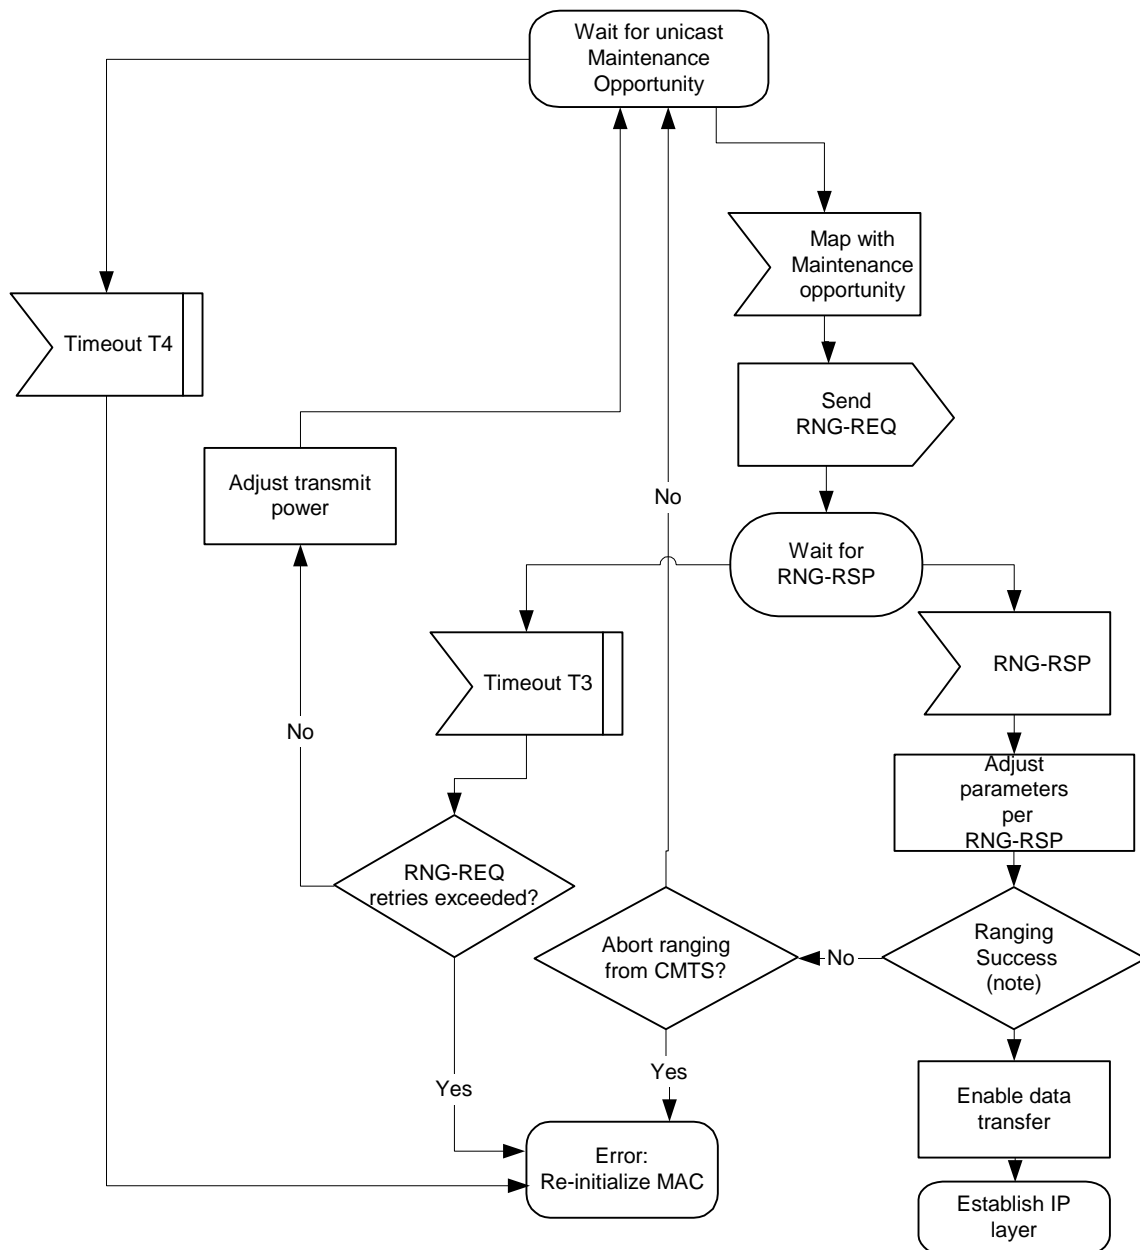 Wait for unicast
Maintenance
Opportunity
Map with
Maintenance
opportunity
Timeout T4
Send
RNG-REQ
Adjust transmit
power
No
Wait for
RNG-RSP
RNG-RSP
Timeout T3
No
Adjust
parameters
per
RNG-RSP
RNG-REQ
retries exceeded?
Abort ranging
from CMTS?
No
Ranging
Success
(note)
Yes
Yes
Enable data
transfer
Error:
Re-initialize MAC
Establish IP
layer